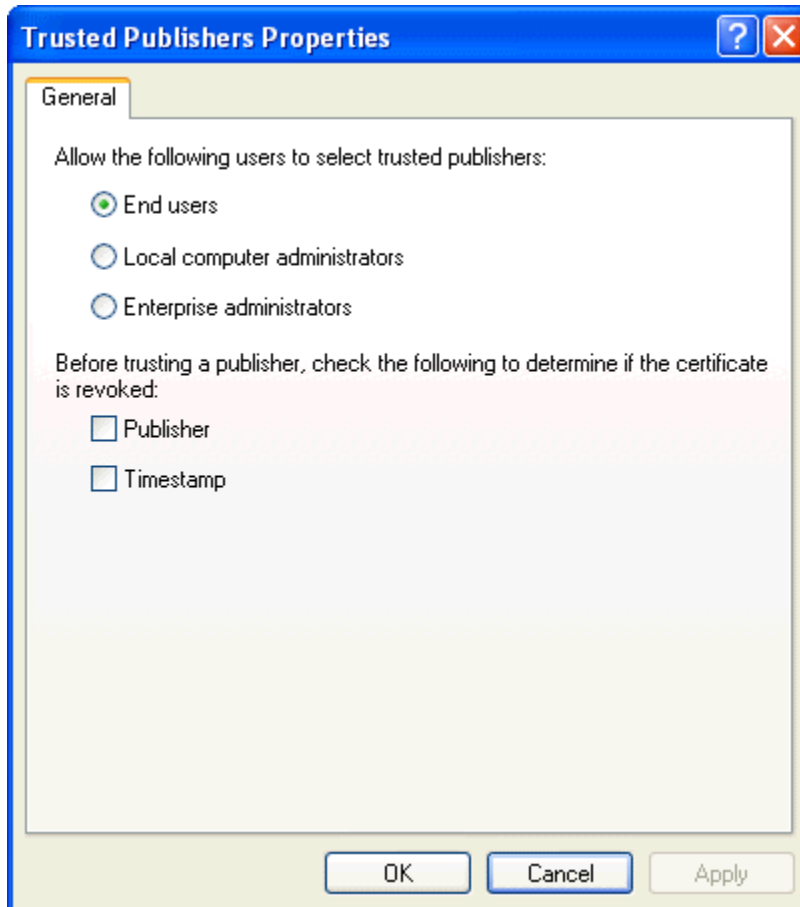 Trusted Publishers Properties
General
Allow the following users to select trusted publishers:
End users
Local computer administrators
Enterprise administrators
Before trusting a publisher, check the following to determine if the certificate
is revoked:
Publisher
Timestamp
OK Cancel Apply